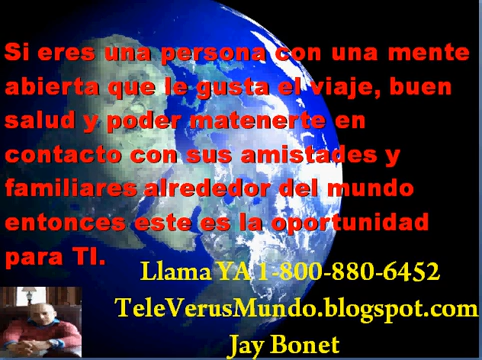 Si eres una persona con una mente
abierta que le gusta el viaje, buen
salud y poder matenerte en
contacto con sus amistades y
familiares alrededor del mundo
entonces este es la oportunidad
para TI.
Llama YA 1-800-880-6452
TeleVerusMundo.blogspot.com
Jay Bonet